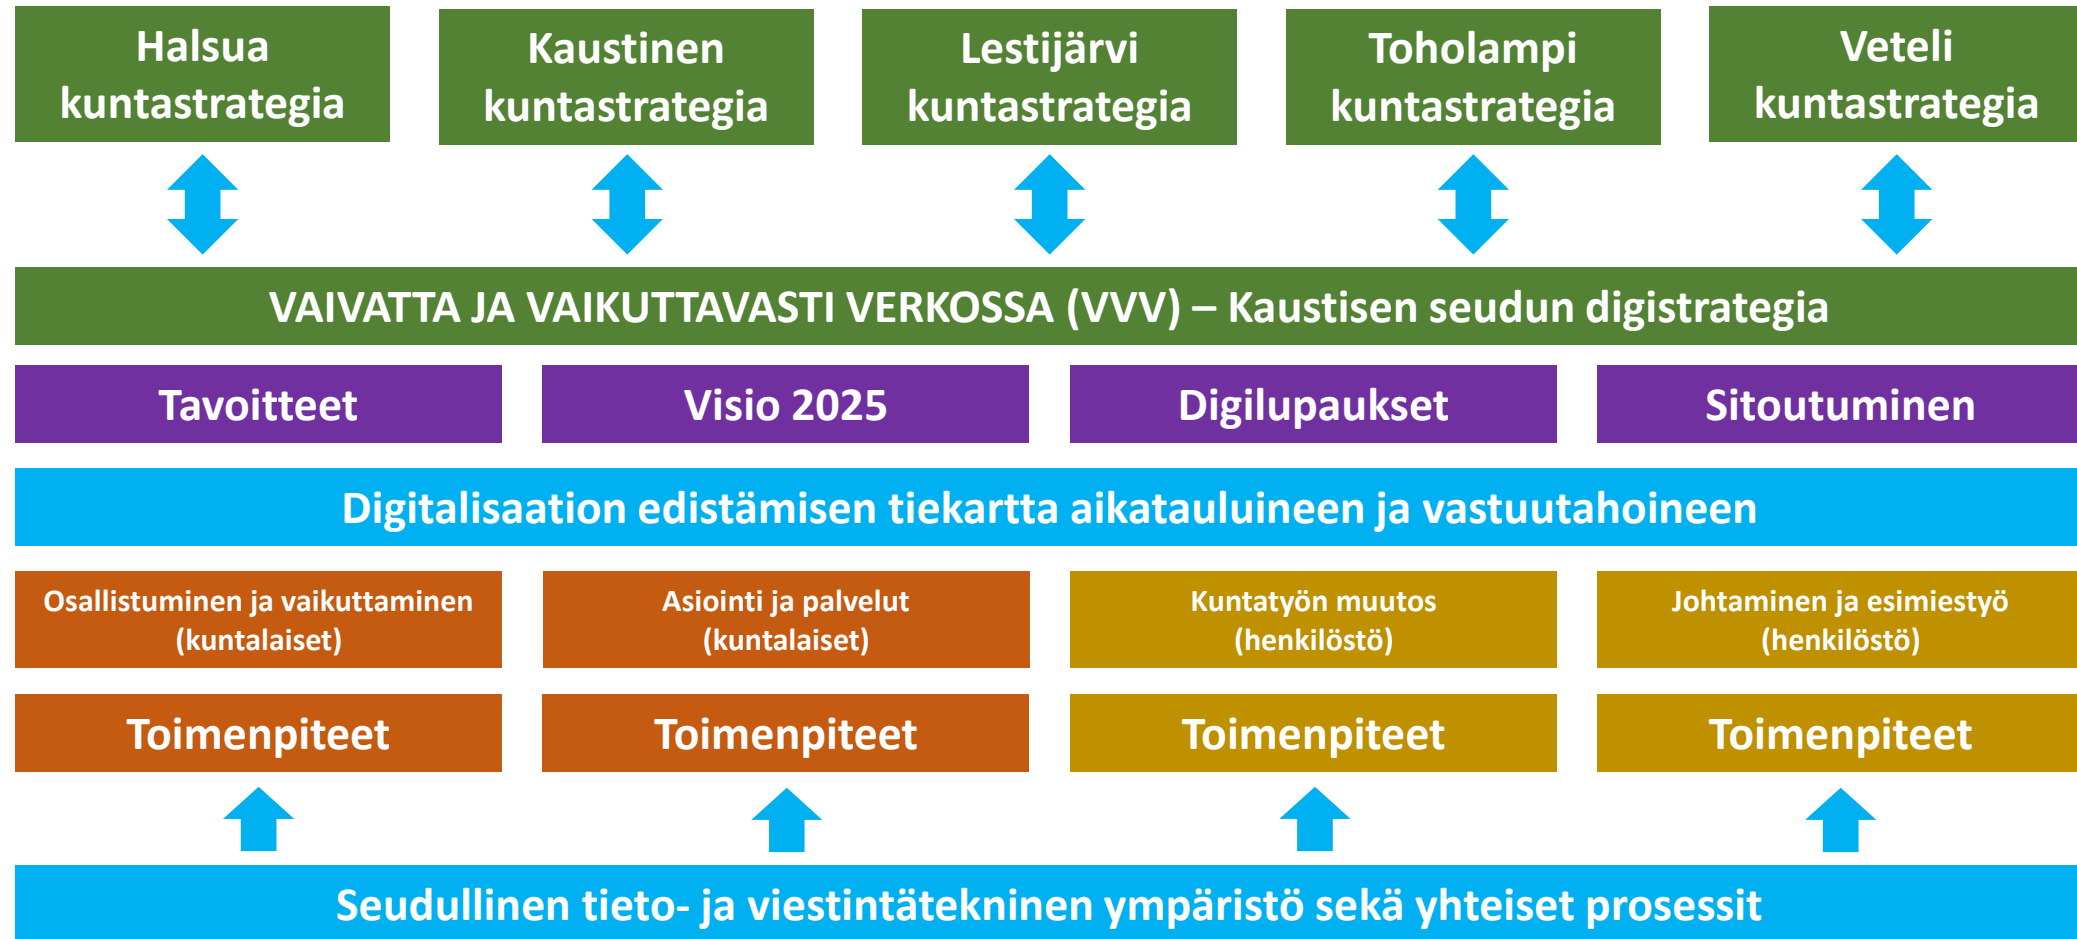 Halsua
kuntastrategia
Kaustinen
kuntastrategia
Lestijärvi
kuntastrategia
Toholampi
kuntastrategia
Veteli
kuntastrategia
VAIVATTA JA VAIKUTTAVASTI VERKOSSA (VVV) – Kaustisen seudun digistrategia
Tavoitteet
Visio 2025
Digilupaukset
Sitoutuminen
Digitalisaation edistämisen tiekartta aikatauluineen ja vastuutahoineen
Osallistuminen ja vaikuttaminen
(kuntalaiset)
Asiointi ja palvelut
(kuntalaiset)
Kuntatyön muutos
(henkilöstö)
Johtaminen ja esimiestyö
(henkilöstö)
Toimenpiteet
Toimenpiteet
Toimenpiteet
Toimenpiteet
Seudullinen tieto- ja viestintätekninen ympäristö sekä yhteiset prosessit